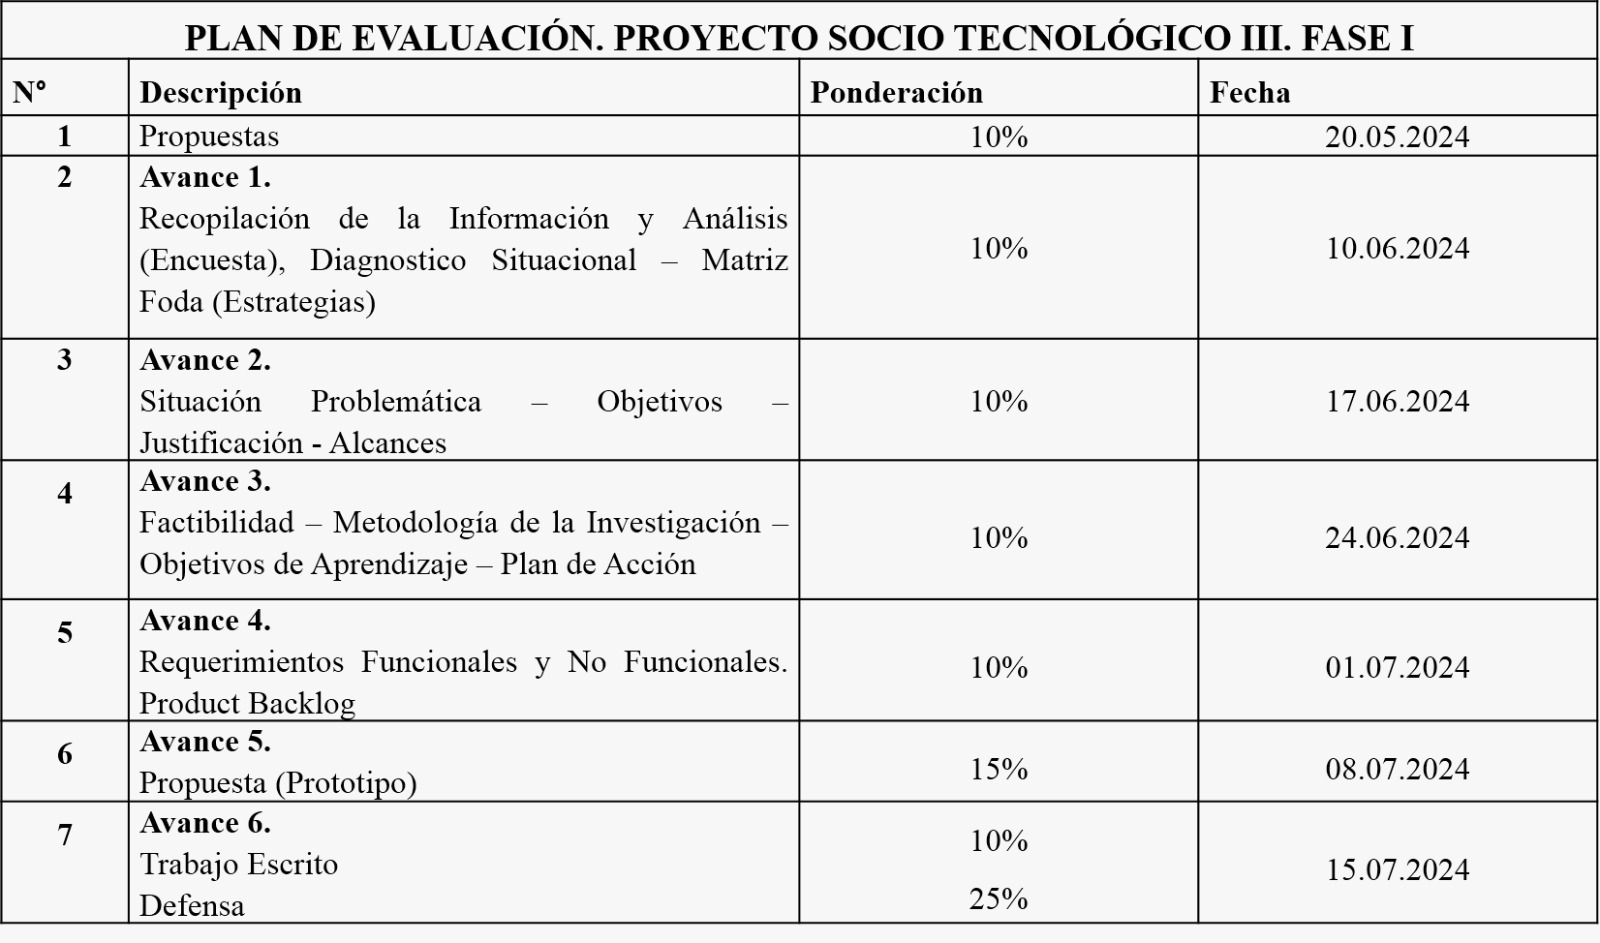 PLAN DE EVALUACIÓN. PROYECTO SOCIO TECNOLÓGICO III. FASE I
N° Descripción Ponderación Fecha
1 Propuestas 10% 20.05.2024
2 Avance 1.
Recopilación de la Información y Análisis
(Encuesta), Diagnostico Situacional – Matriz
Foda (Estrategias)
10% 10.06.2024
3 Avance 2.
Situación Problemática – Objetivos –
Justificación - Alcances
10% 17.06.2024
4 Avance 3.
Factibilidad – Metodología de la Investigación –
Objetivos de Aprendizaje – Plan de Acción
10% 24.06.2024
5 Avance 4.
Requerimientos Funcionales y No Funcionales.
Product Backlog
10% 01.07.2024
6 Avance 5.
Propuesta (Prototipo)
15% 08.07.2024
7 Avance 6.
Trabajo Escrito
Defensa
10%
25%
15.07.2024